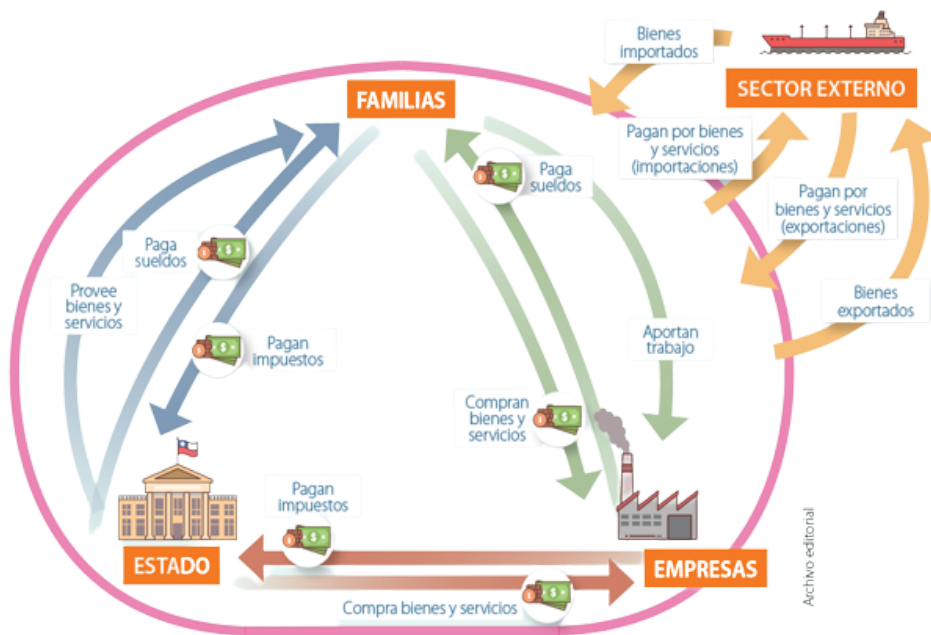 Bienes
importados
SECTOR EXTERNO
FAMILIAS
Pagan por bienes
y servicios
(importaciones)
Paga
sueldos
Pagan por
bienes y servicios
(exportaciones)
Paga
sueldos
Provee
bienes y
servicios
Bienes
exportados
Pagan
impuestos
Aportan
trabajo
Compran
bienes y
servicios
Pagan
impuestos
ESTADO
EMPRESAS
Compra bienes y servicios
Archivo editorial